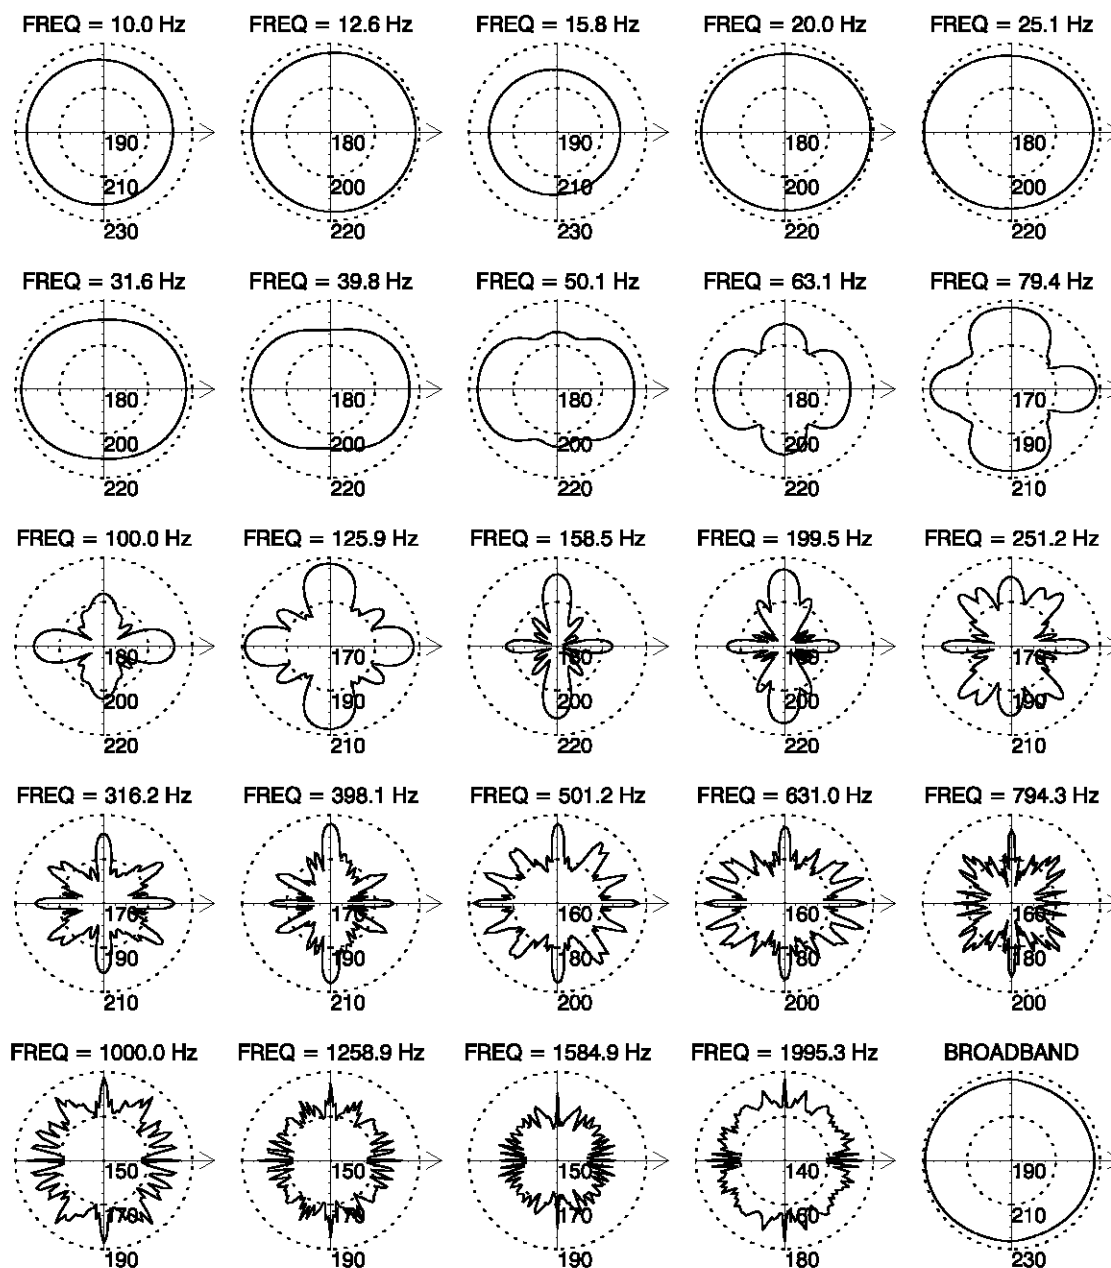 FREQ = 10.0 Hz FREQ = 12.6 Hz FREQ = 15.8 Hz FREQ = 20.0 Hz FREQ = 25.1 Hz
190 180 190 180 180
210 200 210 200 200
230 220 230 220 220
FREQ = 31.6 Hz FREQ = 39.8 Hz FREQ = 50.1 Hz FREQ = 63.1 Hz FREQ = 79.4 Hz
180 180 180 180 170
200 200 200 200 190
220 220 220 220 210
FREQ = 100.0 Hz FREQ = 125.9 Hz FREQ = 158.5 Hz FREQ = 199.5 Hz FREQ = 251.2 Hz
180 170 180 180 170
200 190 200 200 190
220 210 220 220 210
FREQ = 316.2 Hz FREQ = 398.1 Hz FREQ = 501.2 Hz FREQ = 631.0 Hz FREQ = 794.3 Hz
170 170 160 160 160
190 190 180 180 180
210 210 200 200 200
FREQ = 1000.0 Hz FREQ = 1258.9 Hz FREQ = 1584.9 Hz FREQ = 1995.3 Hz BROADBAND
150 150 150 140 190
170 170 170 160 210
190 190 190 180 230